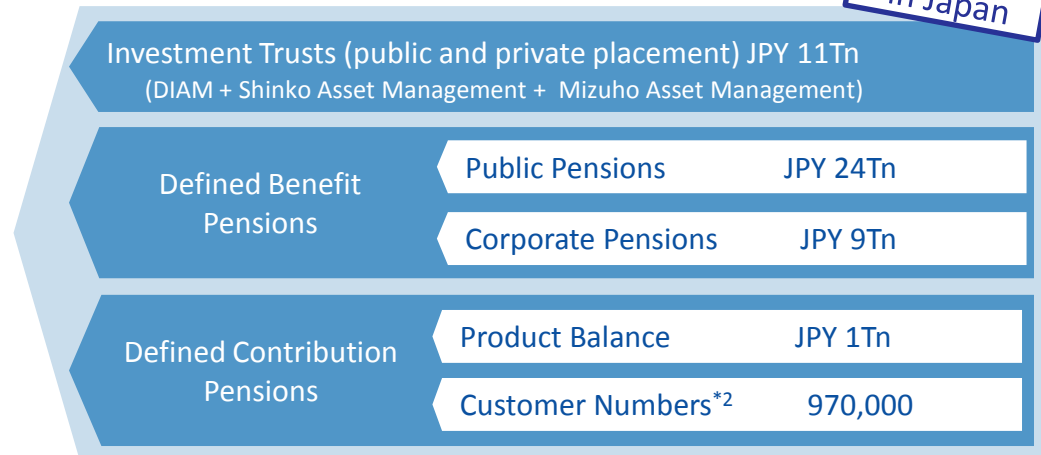 in Japan
Investment Trusts (public and private placement) JPY 11Tn
(DIAM + Shinko Asset Management + Mizuho Asset Management)
Defined Benefit
Pensions
Public Pensions JPY 24Tn
Corporate Pensions JPY 9Tn
Defined Contribution
Pensions
Product Balance JPY 1Tn
Customer Numbers*2 970,000